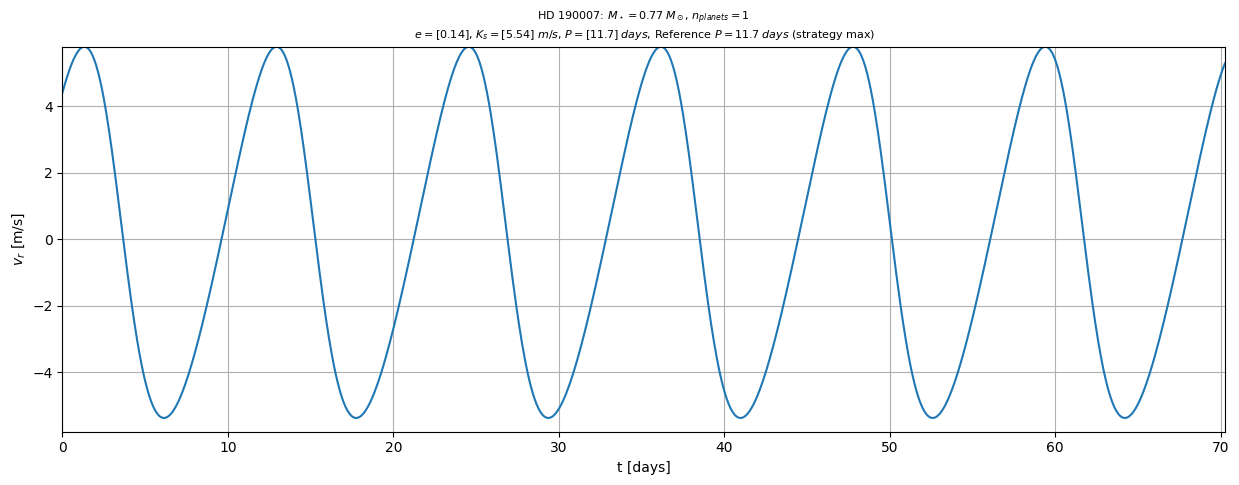 HD 190007: $M_\star = 0.77\ M_\odot$, $n_{planets} = 1$
$e = [0.14]$, $K_s = [5.54]\ m/s$, $P = [11.7]\ days$, Reference $P = 11.7\ days$ (strategy max)
4
2
0
−2
−4
$v_r$ [m/s]
0 10 20 30 40 50 60 70
t [days]